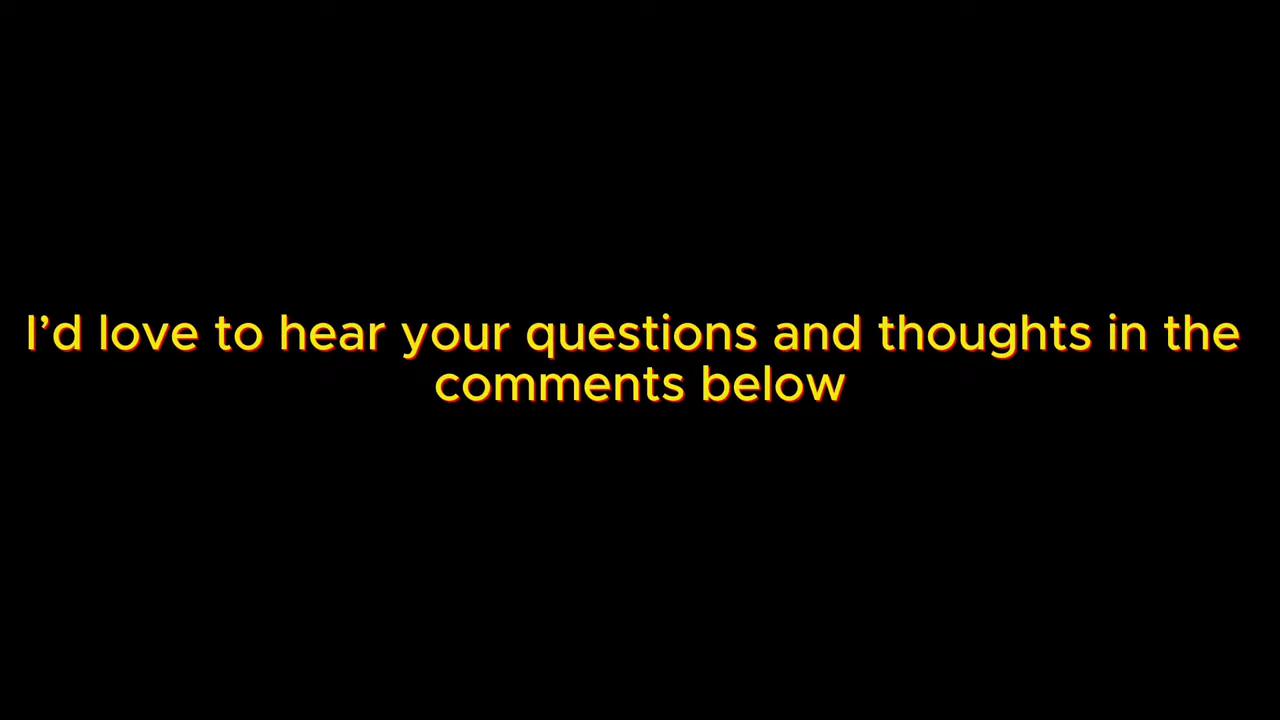 I’d love to hear your questions and thoughts in the
comments below